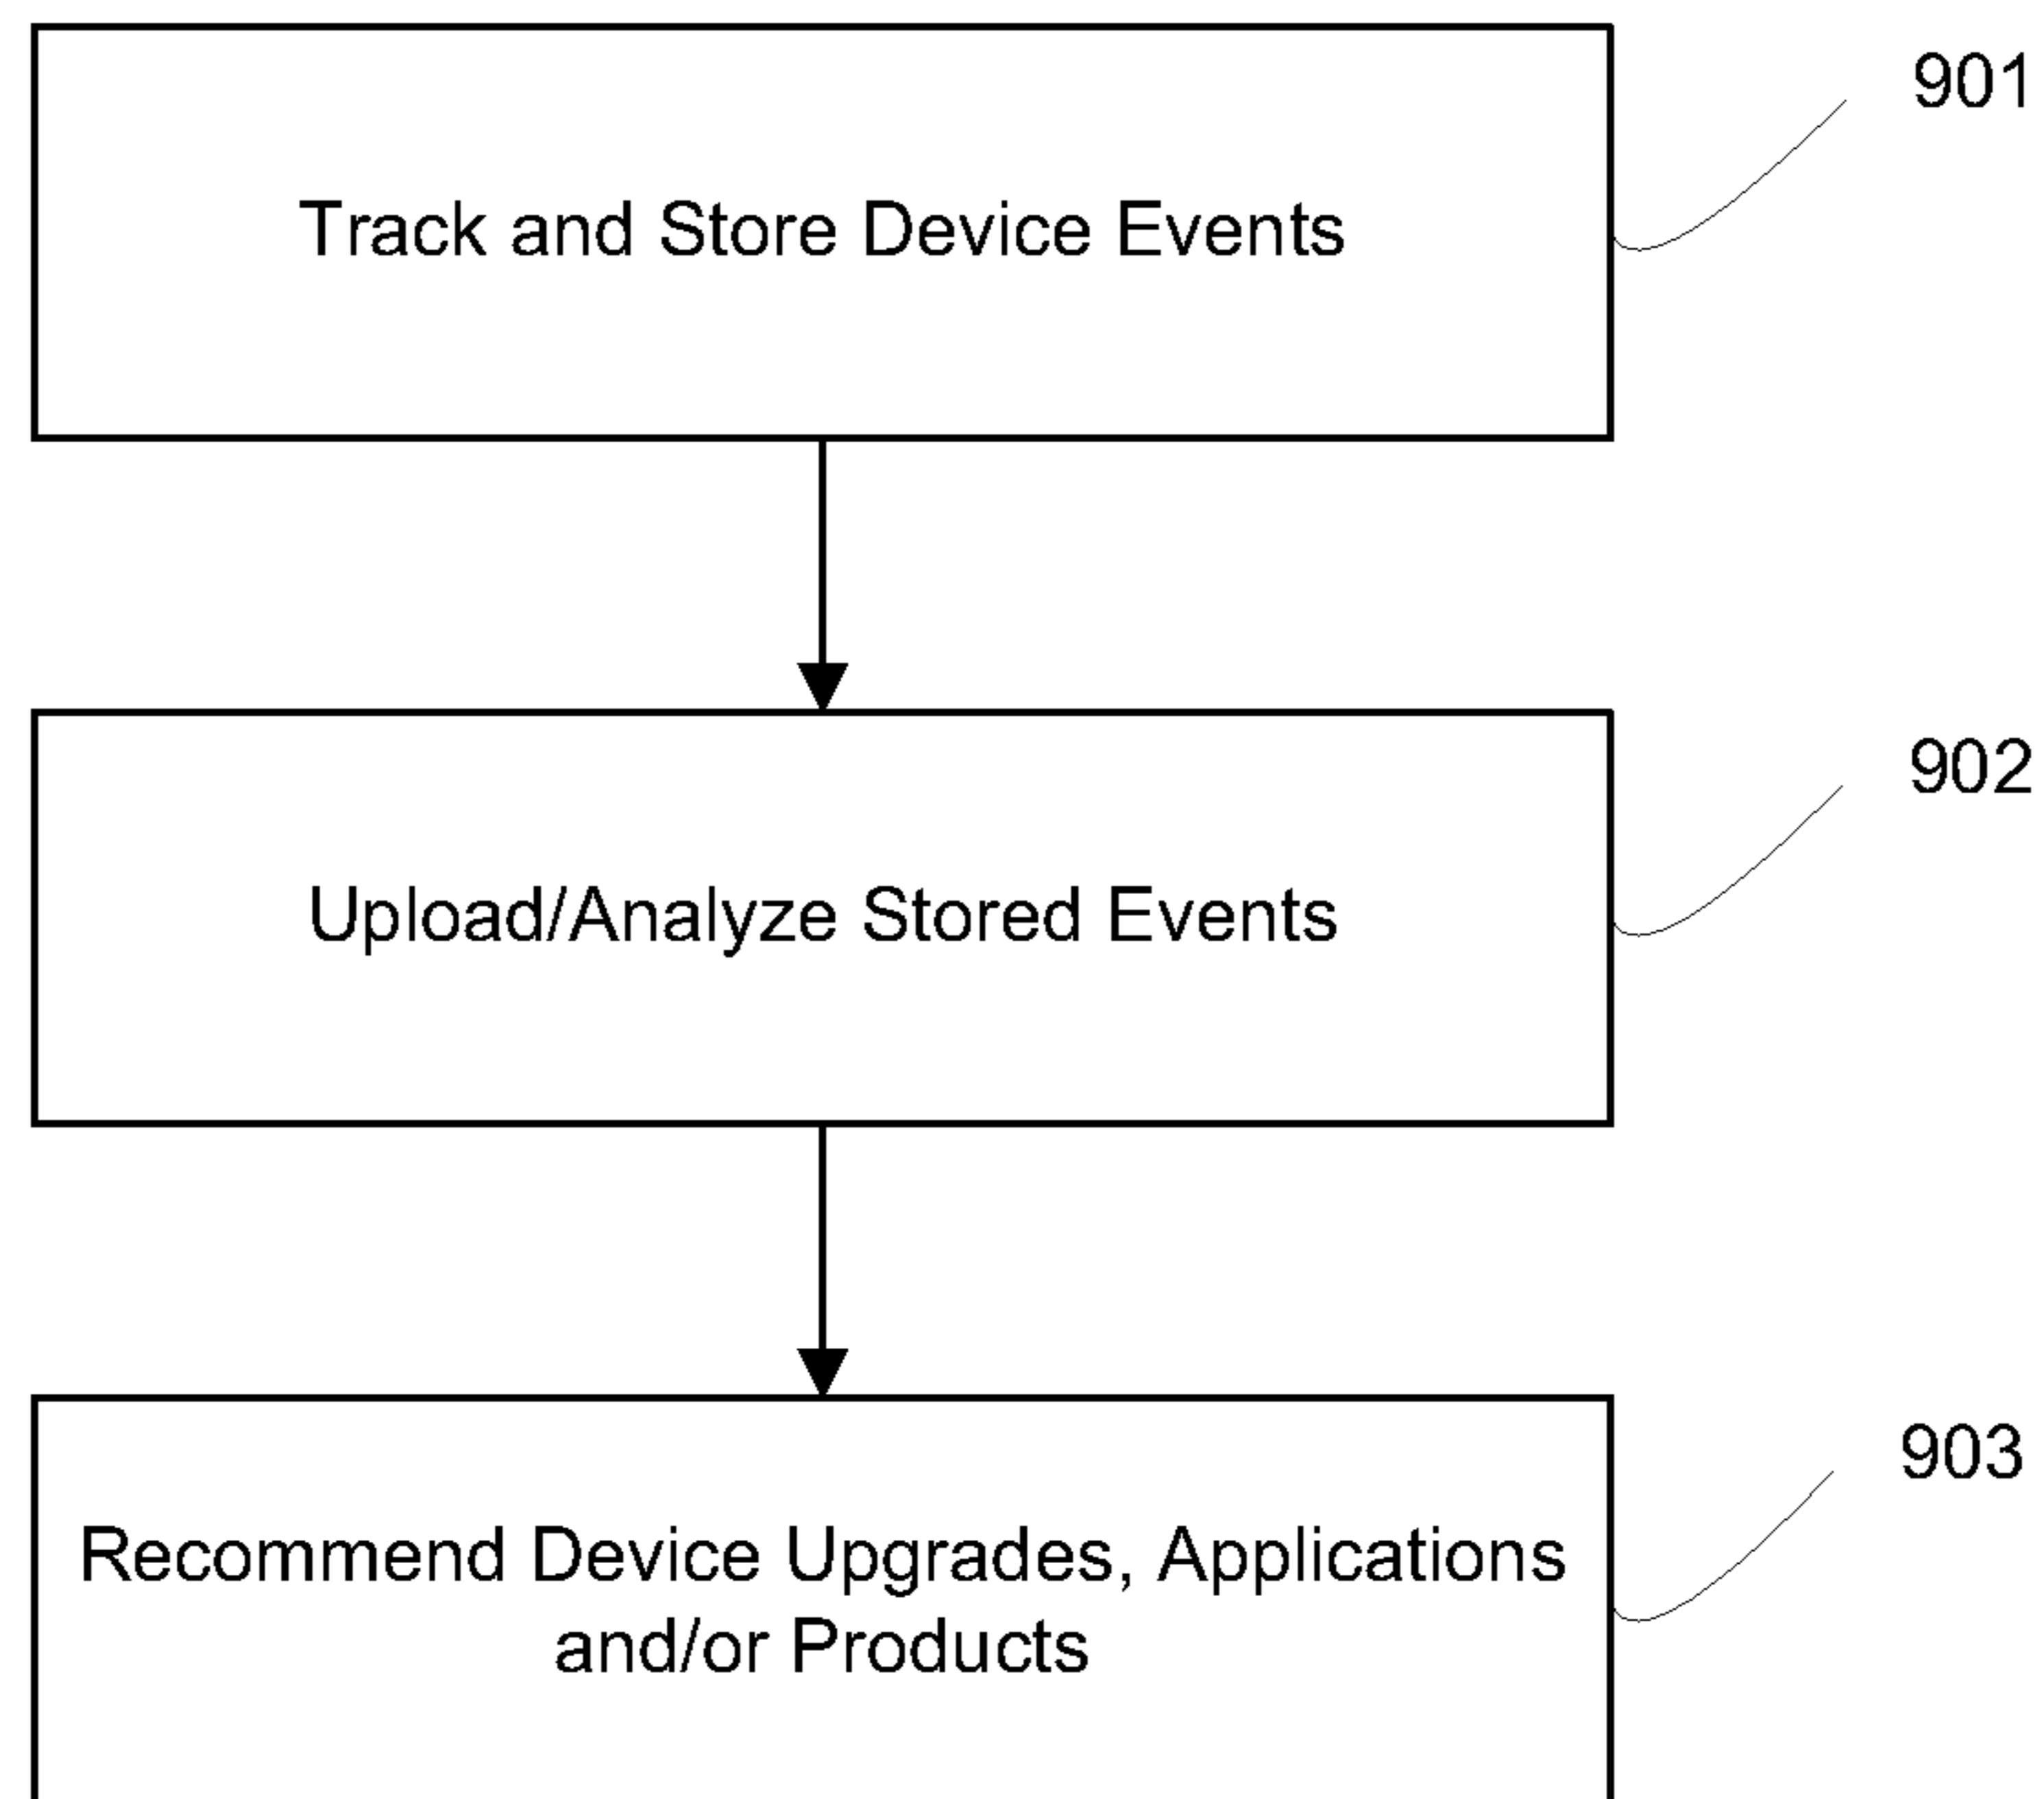 901
Track and Store Device Events
902
Upload/Analyze Stored Events
903
Recommend Device Upgrades, Applications
and/or Products